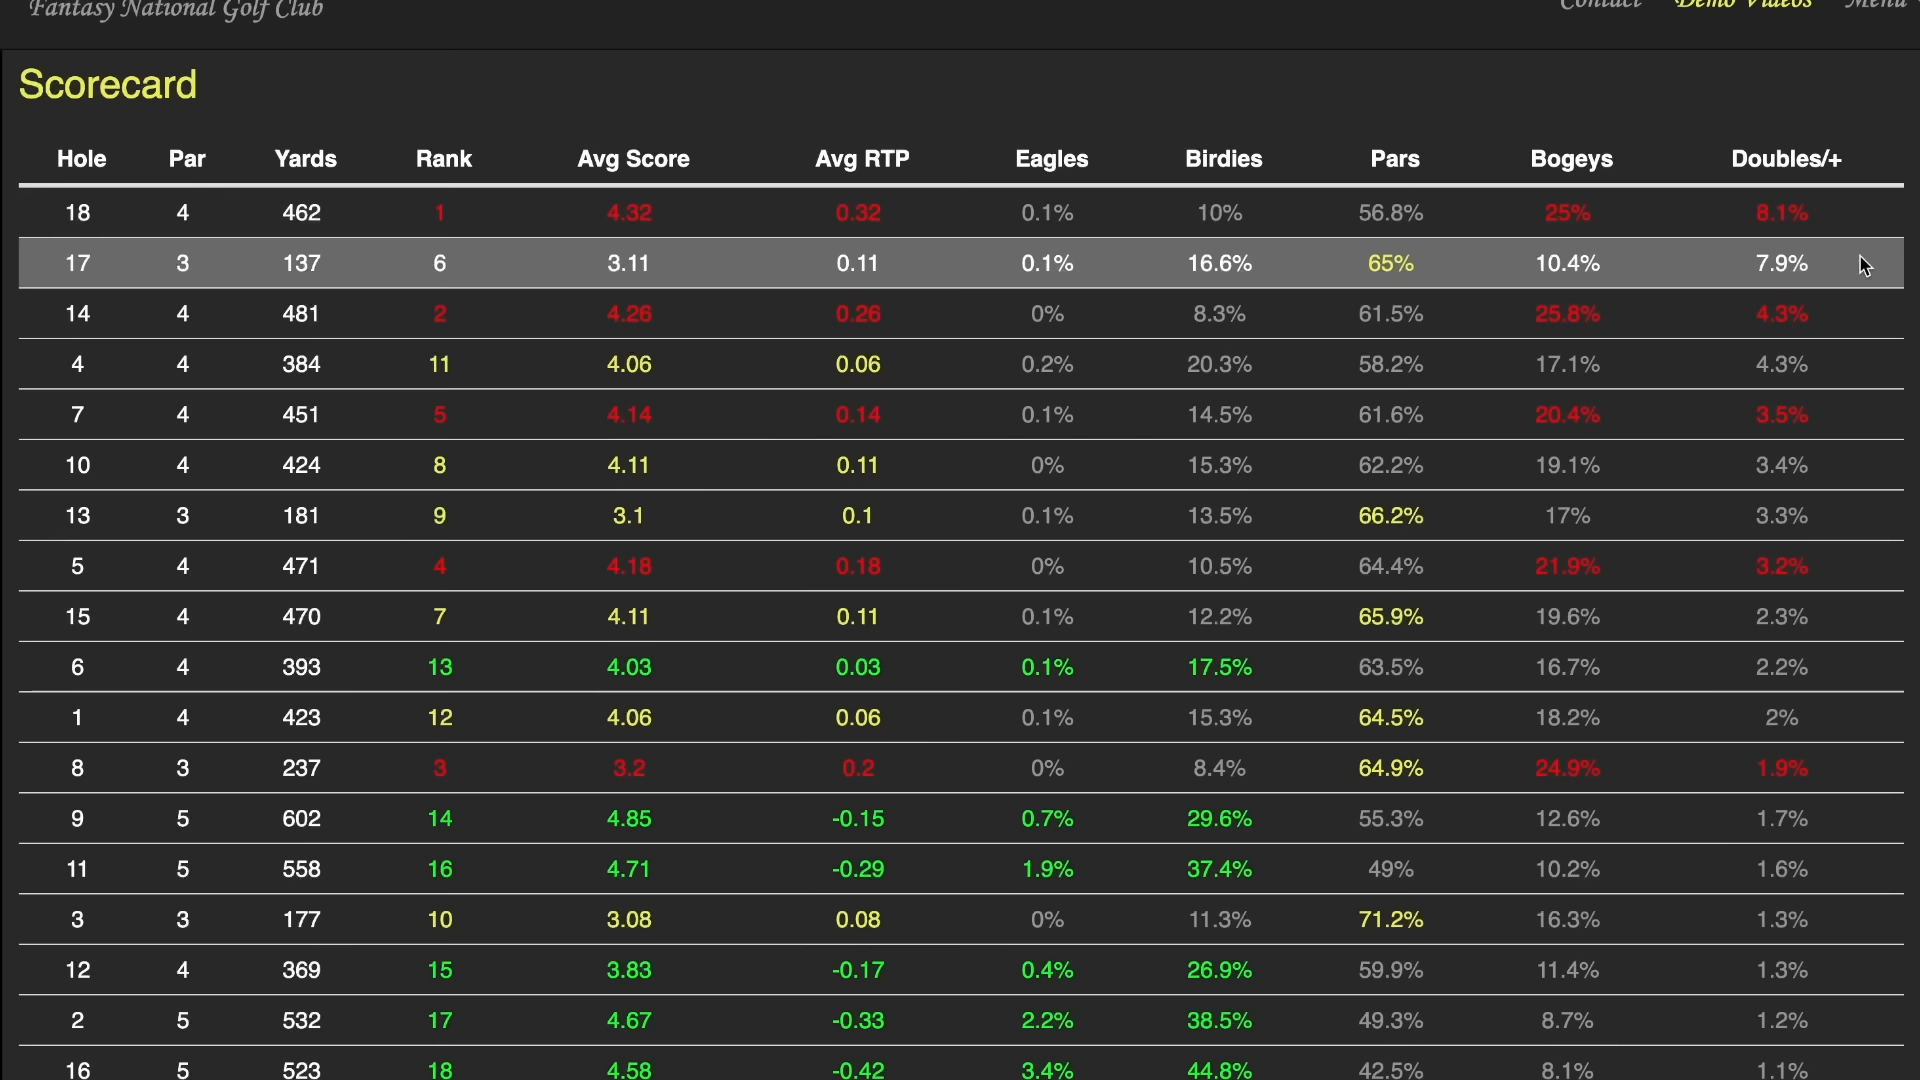 Fantasy National Golf Club Contact Demo Videos Menu
Scorecard
Hole Par Yards Rank Avg Score Avg RTP Eagles Birdies Pars Bogeys Doubles/+
18 4 462 1 4.32 0.32 0.1% 10% 56.8% 25% 8.1%
17 3 137 6 3.11 0.11 0.1% 16.6% 65% 10.4% 7.9%
14 4 481 2 4.26 0.26 0% 8.3% 61.5% 25.8% 4.3%
4 4 384 11 4.06 0.06 0.2% 20.3% 58.2% 17.1% 4.3%
7 4 451 5 4.14 0.14 0.1% 14.5% 61.6% 20.4% 3.5%
10 4 424 8 4.11 0.11 0% 15.3% 62.2% 19.1% 3.4%
13 3 181 9 3.1 0.1 0.1% 13.5% 66.2% 17% 3.3%
5 4 471 4 4.18 0.18 0% 10.5% 64.4% 21.9% 3.2%
15 4 470 7 4.11 0.11 0.1% 12.2% 65.9% 19.6% 2.3%
6 4 393 13 4.03 0.03 0.1% 17.5% 63.5% 16.7% 2.2%
1 4 423 12 4.06 0.06 0.1% 15.3% 64.5% 18.2% 2%
8 3 237 3 3.2 0.2 0% 8.4% 64.9% 24.9% 1.9%
9 5 602 14 4.85 -0.15 0.7% 29.6% 55.3% 12.6% 1.7%
11 5 558 16 4.71 -0.29 1.9% 37.4% 49% 10.2% 1.6%
3 3 177 10 3.08 0.08 0% 11.3% 71.2% 16.3% 1.3%
12 4 369 15 3.83 -0.17 0.4% 26.9% 59.9% 11.4% 1.3%
2 5 532 17 4.67 -0.33 2.2% 38.5% 49.3% 8.7% 1.2%
16 5 523 18 4.58 -0.42 3.4% 44.8% 42.5% 8.1% 1.1%